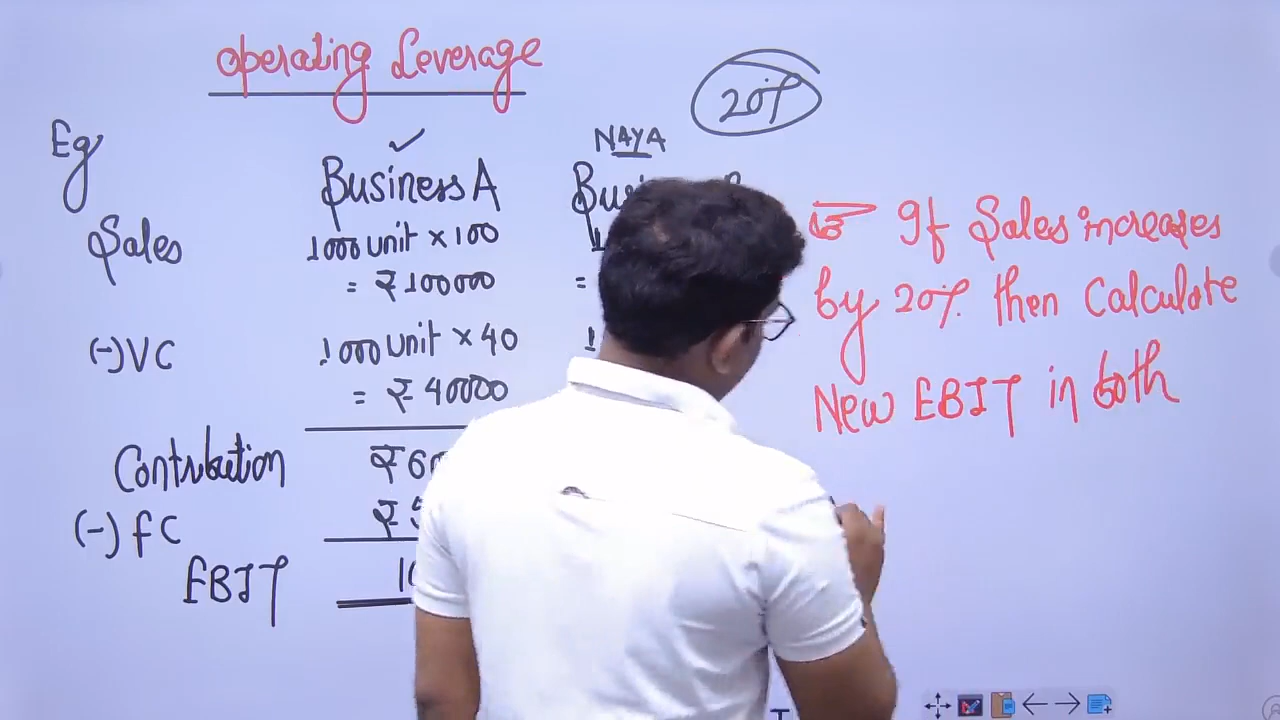 Operating Leverage
20%
Eg
NAYA
Business A
Sales
1000 unit × 100
= ₹100000
(-) VC
1000 unit × 40
= ₹40000
Contribution
(-) FC
EBIT
If Sales increases
by 20% then Calculate
New EBIT in both